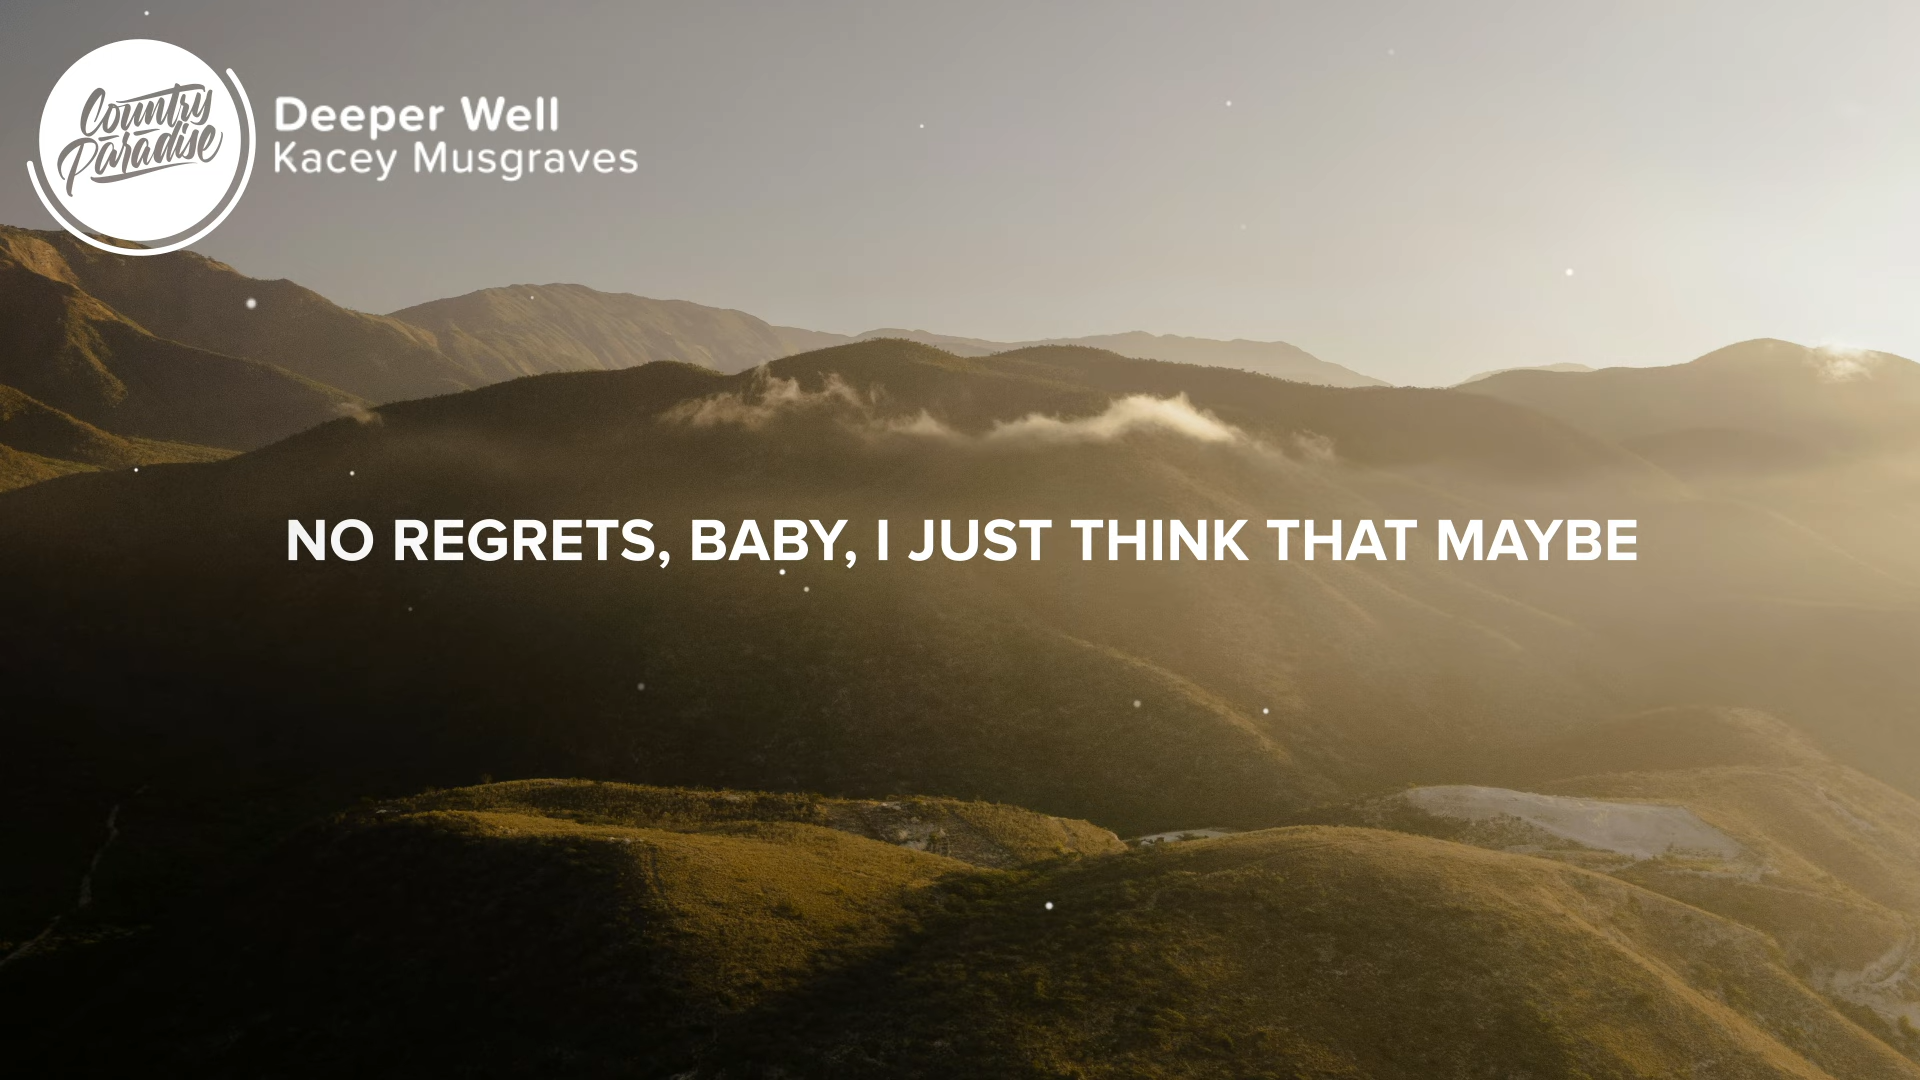 Country
Paradise
Deeper Well
Kacey Musgraves
NO REGRETS, BABY, I JUST THINK THAT MAYBE